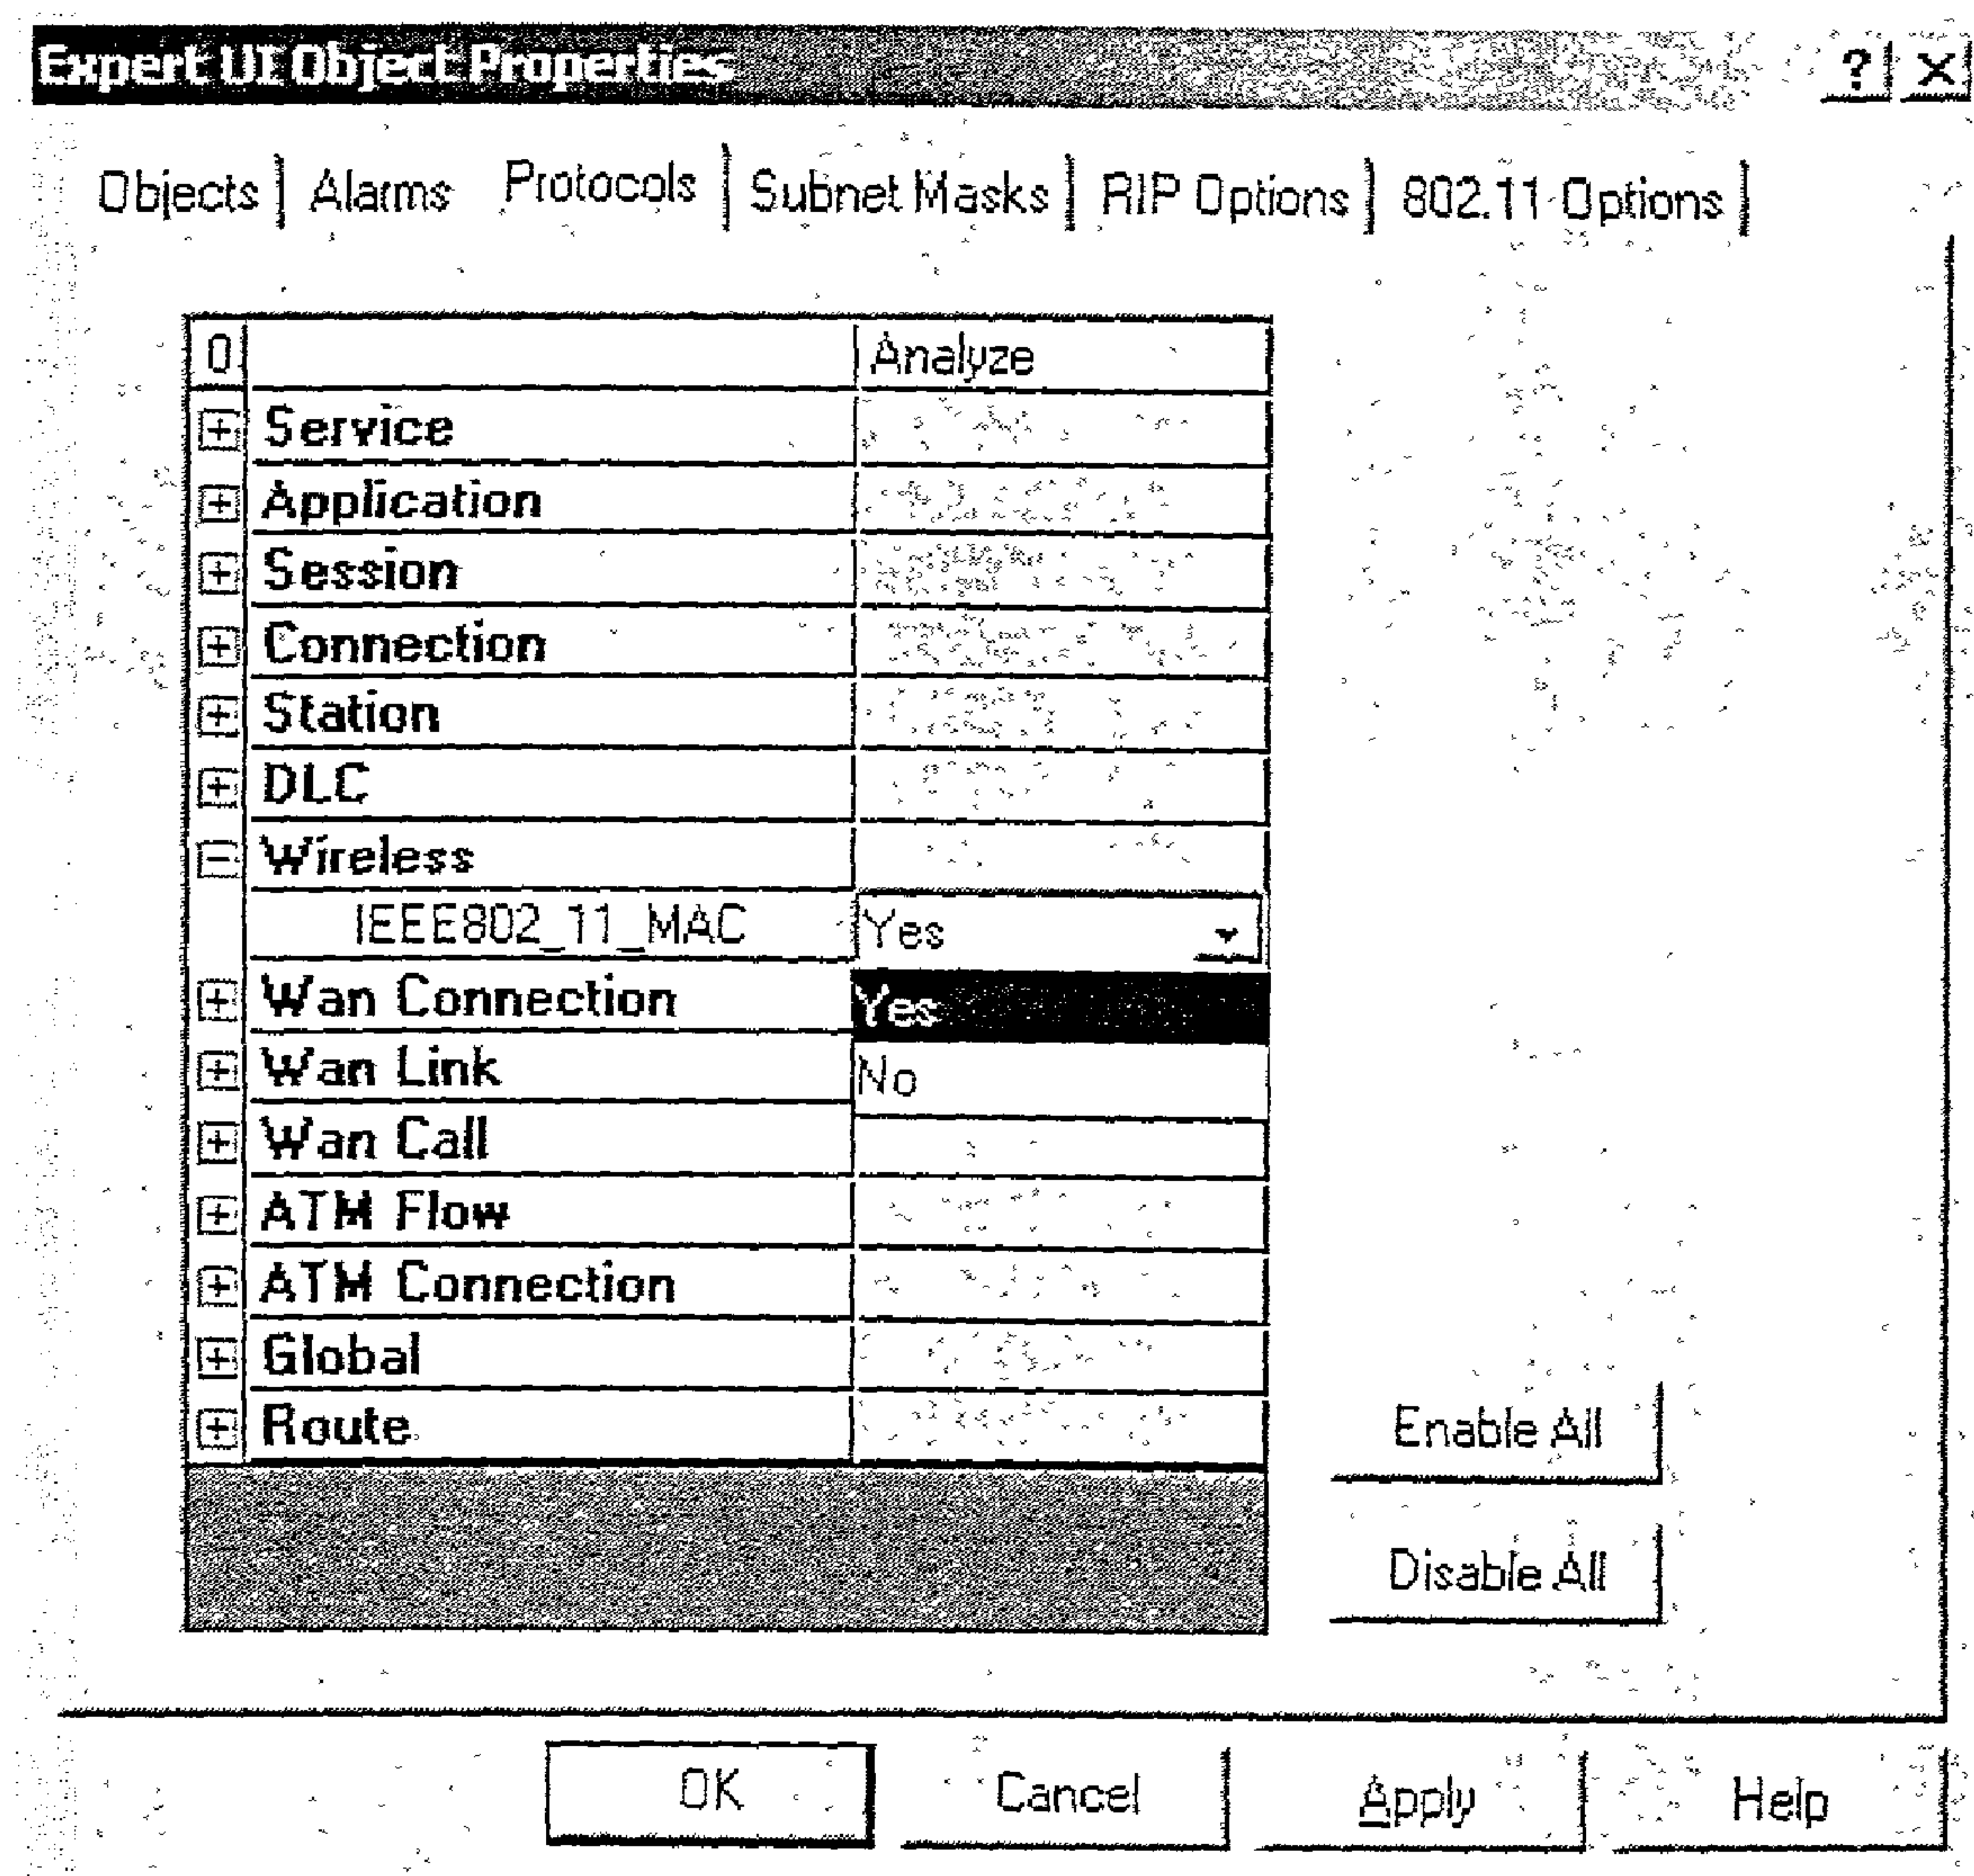 Expert UI Object Properties ? X
Objects Alarms Protocols Subnet Masks RIP Options 802.11 Options
0 Analyze
+ Service
+ Application
+ Session
+ Connection
+ Station
+ DLC
- Wireless
IEEE802_11_MAC Yes
+ Wan Connection Yes
+ Wan Link No
+ Wan Call
+ ATM Flow
+ ATM Connection
+ Global
+ Route
Enable All
Disable All
OK Cancel Apply Help